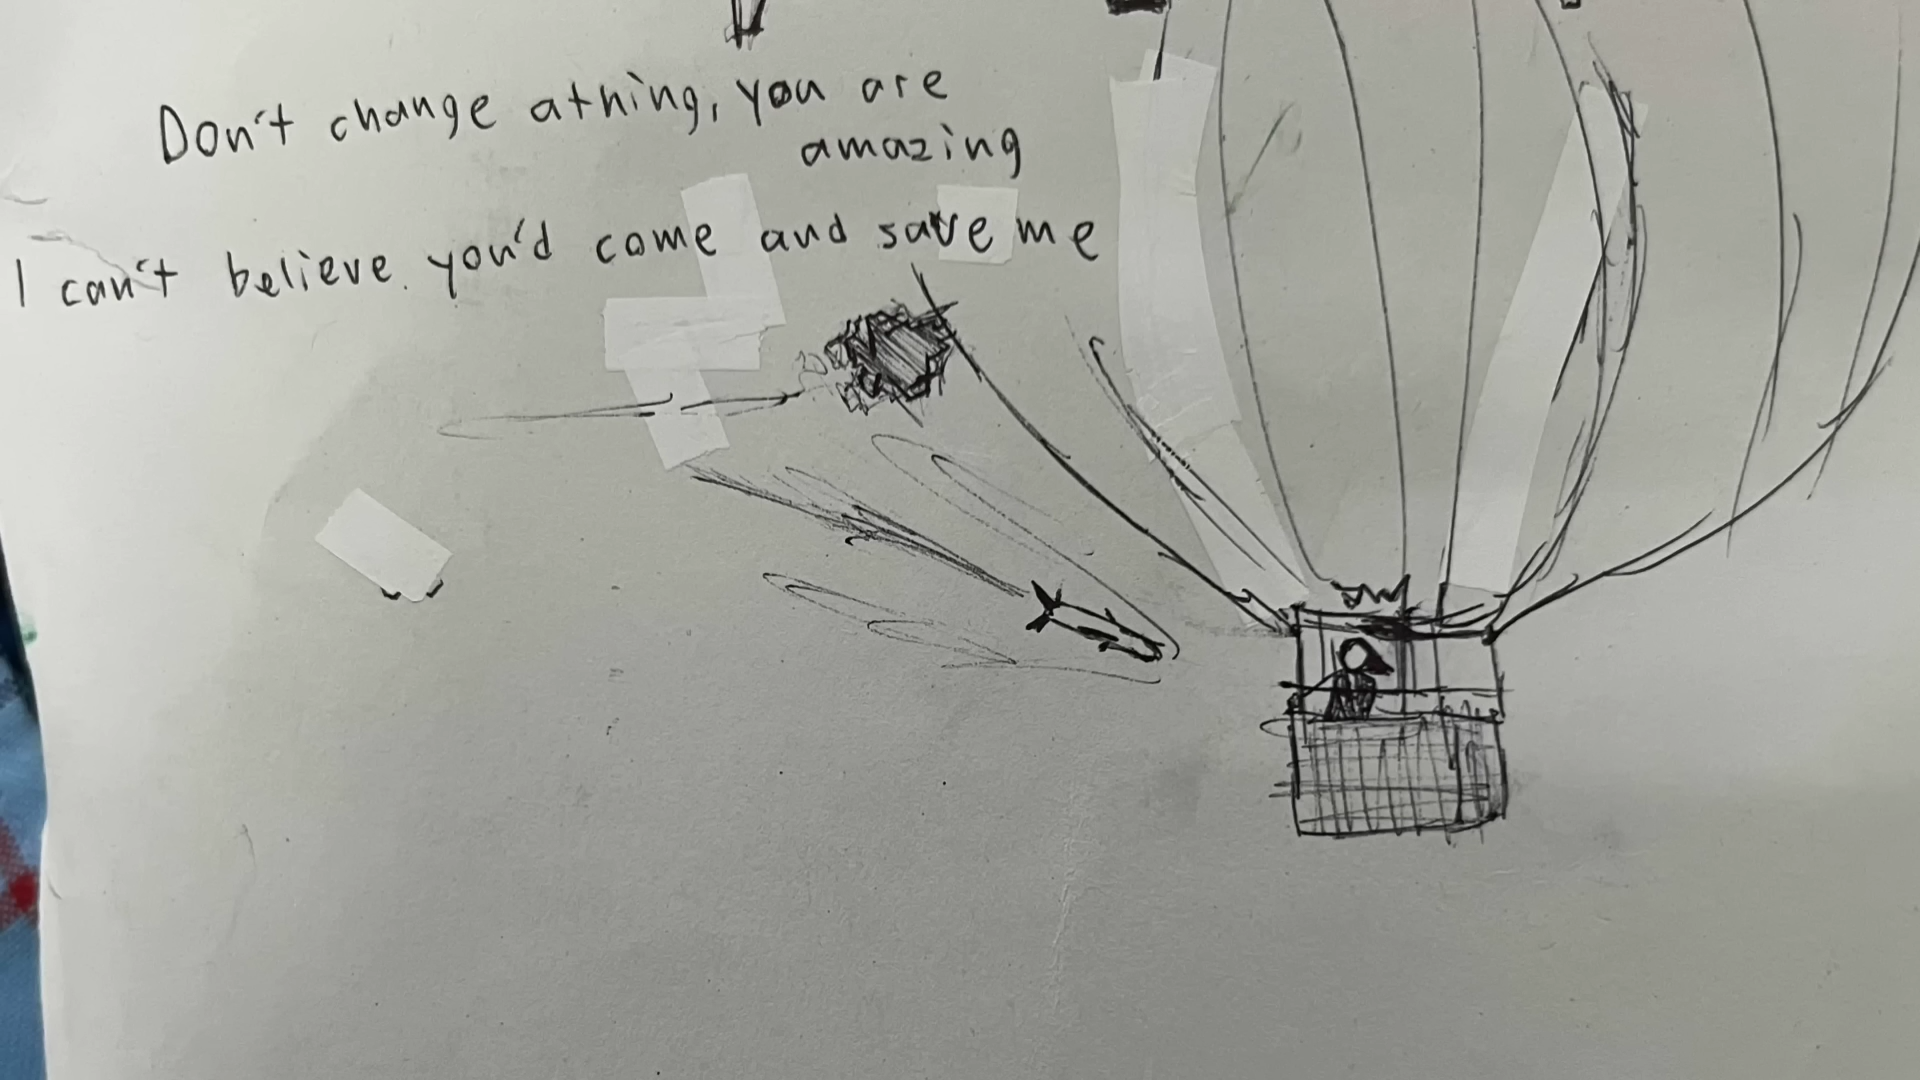 Don't change athing, you are
amazing
I can't believe you'd come and save me